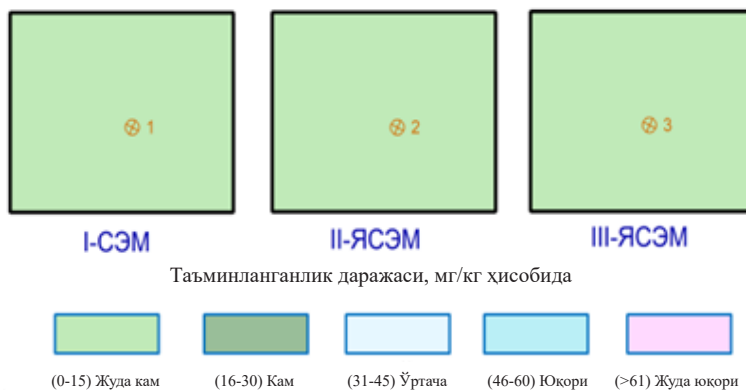 1 2 3
I-СЭМ II-ЯСЭМ III-ЯСЭМ
Таъминланганлик даражаси, мг/кг ҳисобида
(0-15) Жуда кам (16-30) Кам (31-45) Ўртача (46-60) Юқори (>61) Жуда юқори